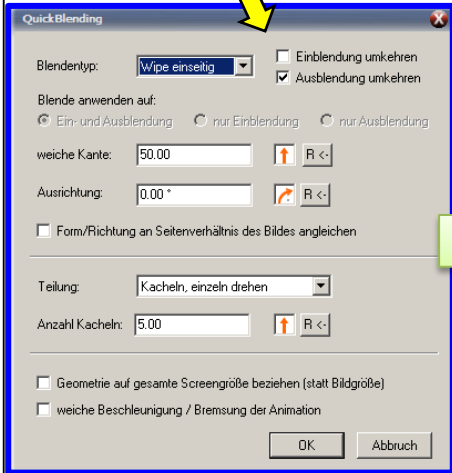 QuickBlending
Blendentyp: Wipe einseitig
Einblendung umkehren
Ausblendung umkehren
Blende anwenden auf:
Ein- und Ausblendung nur Einblendung nur Ausblendung
weiche Kante: 50.00 R <-
Ausrichtung: 0.00 ° R <-
Form/Richtung an Seitenverhältnis des Bildes angleichen
Teilung: Kacheln, einzeln drehen
Anzahl Kacheln: 5.00 R <-
Geometrie auf gesamte Screengröße beziehen (statt Bildgröße)
weiche Beschleunigung / Bremsung der Animation
OK Abbruch